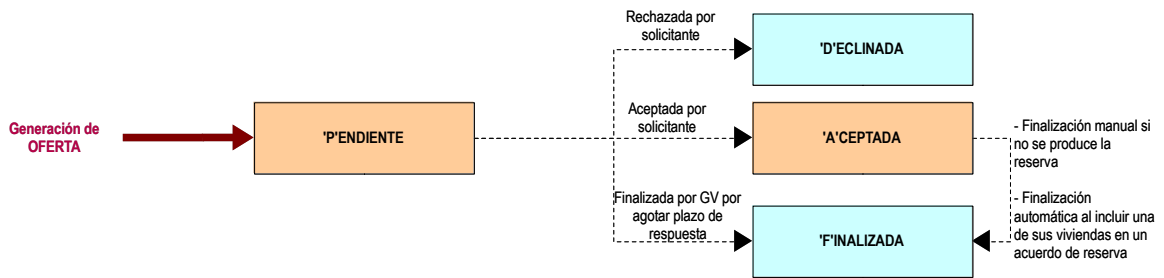 Generación de
OFERTA
'P'ENDIENTE
Rechazada por
solicitante
'D'ECLINADA
Aceptada por
solicitante
'A'CEPTADA
Finalizada por GV por
agotar plazo de
respuesta
'F'INALIZADA
- Finalización manual si
no se produce la
reserva
- Finalización
automática al incluir una
de sus viviendas en un
acuerdo de reserva